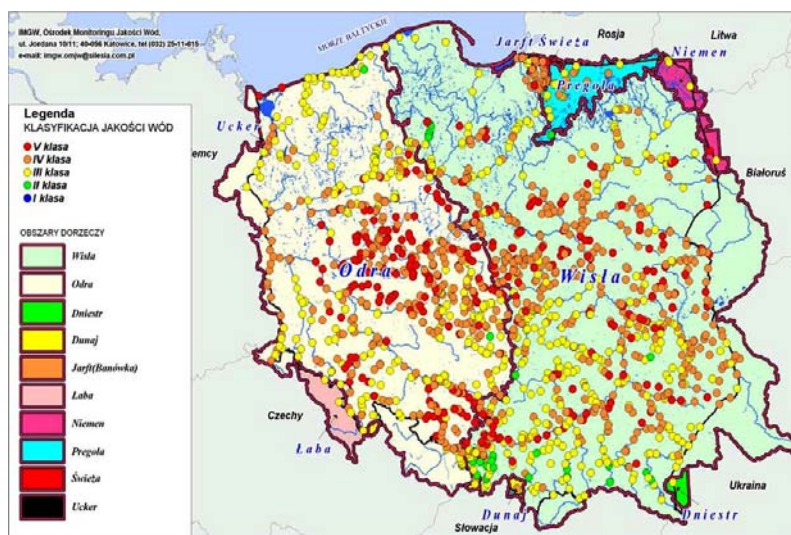 IMGW, Ośrodek Monitoringu Jakości Wód,
ul. Jordana 10/11; 40-056 Katowice, tel (032) 25-11-615
e-mail: imgw.omjw@silesia.com.pl
MORZE BAŁTYCKIE
Jarft Świeża
Rosja
Litwa
Niemen
Pregoła
Ucker
Legenda
KLASYFIKACJA JAKOŚCI WÓD
V klasa
IV klasa
III klasa
II klasa
I klasa
emcy
Białoruś
OBSZARY DORZECZY
Wisła
Odra
Dniestr
Dunaj
Jarft(Banówka)
Łaba
Niemen
Pregoła
Świeża
Ucker
Odra
Wisła
Czechy
Łaba
Ukraina
Dunaj
Dniestr
Słowacja